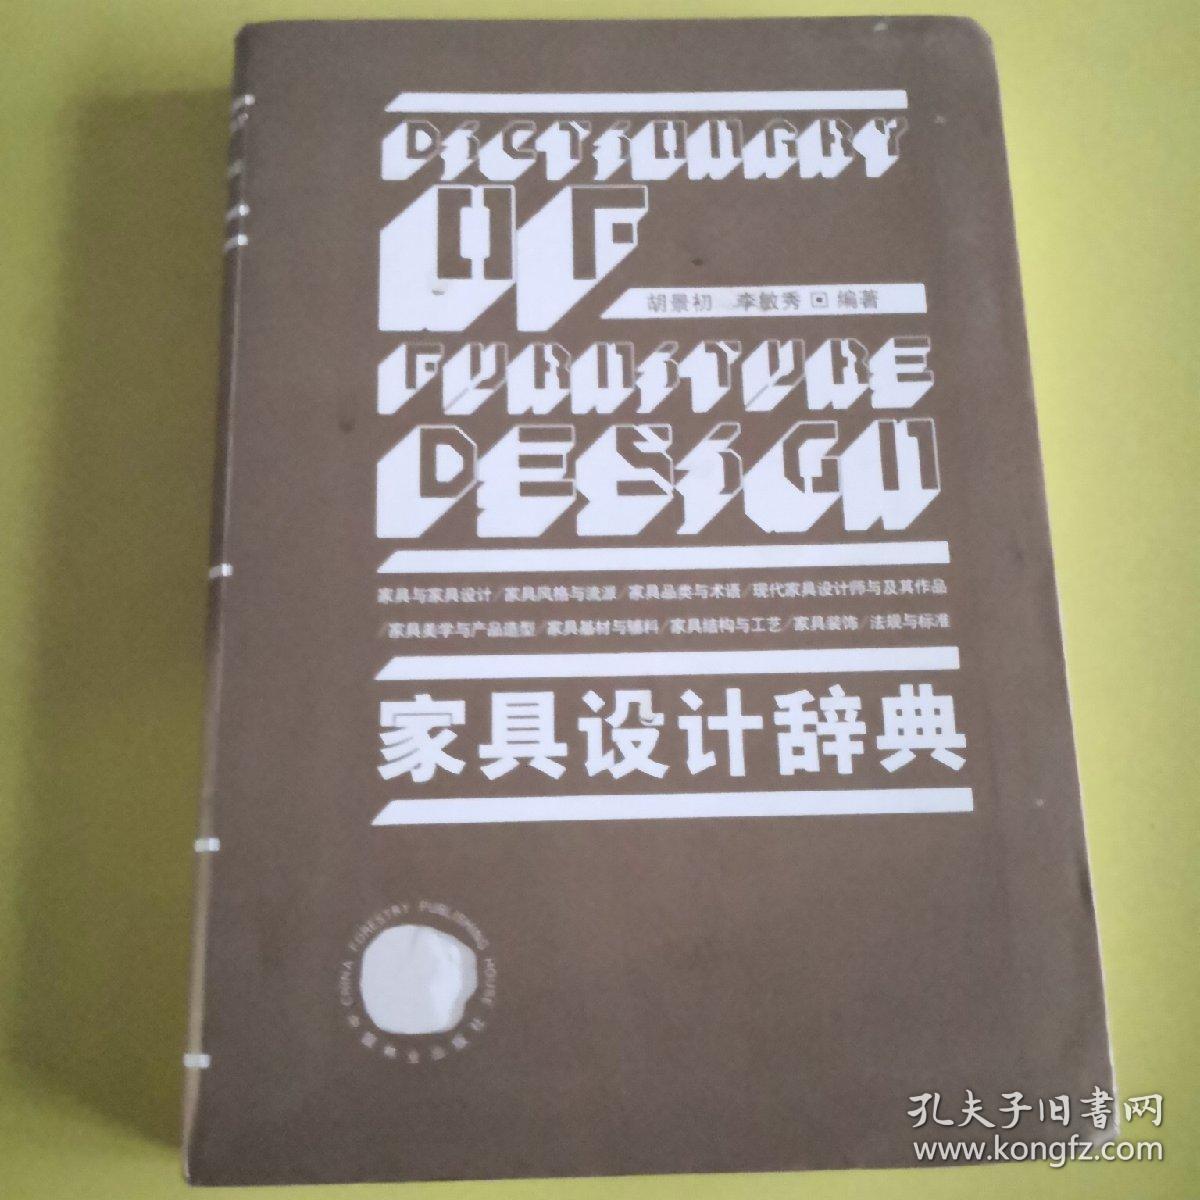 DiCTiONARY
OF
胡景初 李敏秀 编著
FURNiTURE
DESiGN
家具与家具设计/家具风格与流源/家具品类与术语/现代家具设计师与及其作品
/家具美学与产品造型/家具基材与辅料/家具结构与工艺/家具装饰/法规与标准
家具设计辞典
CHINA FORESTRY PUBLISHING HOUSE
中国林业出版社
孔夫子旧书网
www.kongfz.com